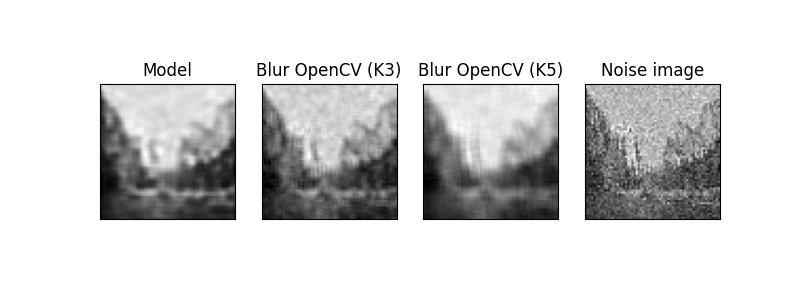 Model
Blur OpenCV (K3)
Blur OpenCV (K5)
Noise image